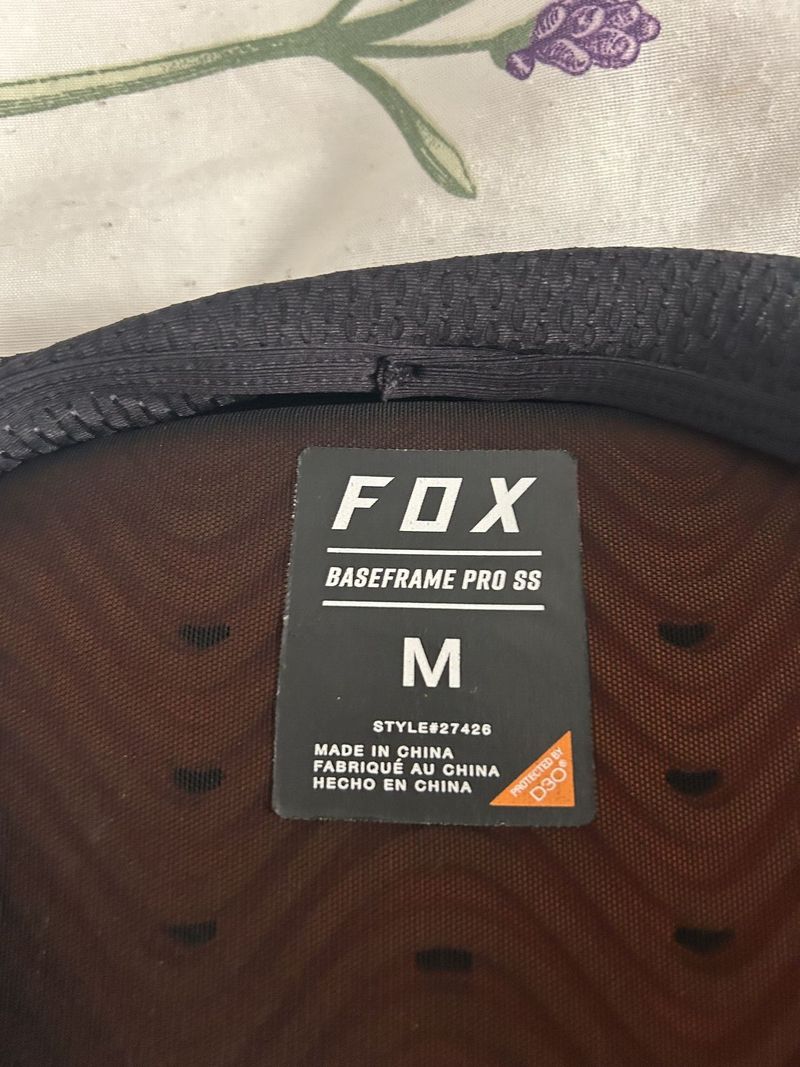 FOX
BASEFRAME PRO SS
M
STYLE#27426
MADE IN CHINA
FABRIQUÉ AU CHINA
HECHO EN CHINA
PROTECTED BY
D3O®